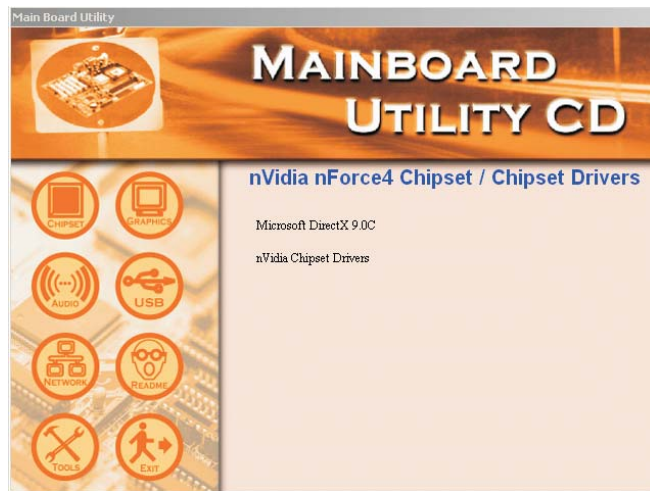 Main Board Utility
MAINBOARD
UTILITY CD
nVidia nForce4 Chipset / Chipset Drivers
Microsoft DirectX 9.0C
nVidia Chipset Drivers
CHIPSET
GRAPHICS
AUDIO
USB
NETWORK
README
TOOLS
EXIT